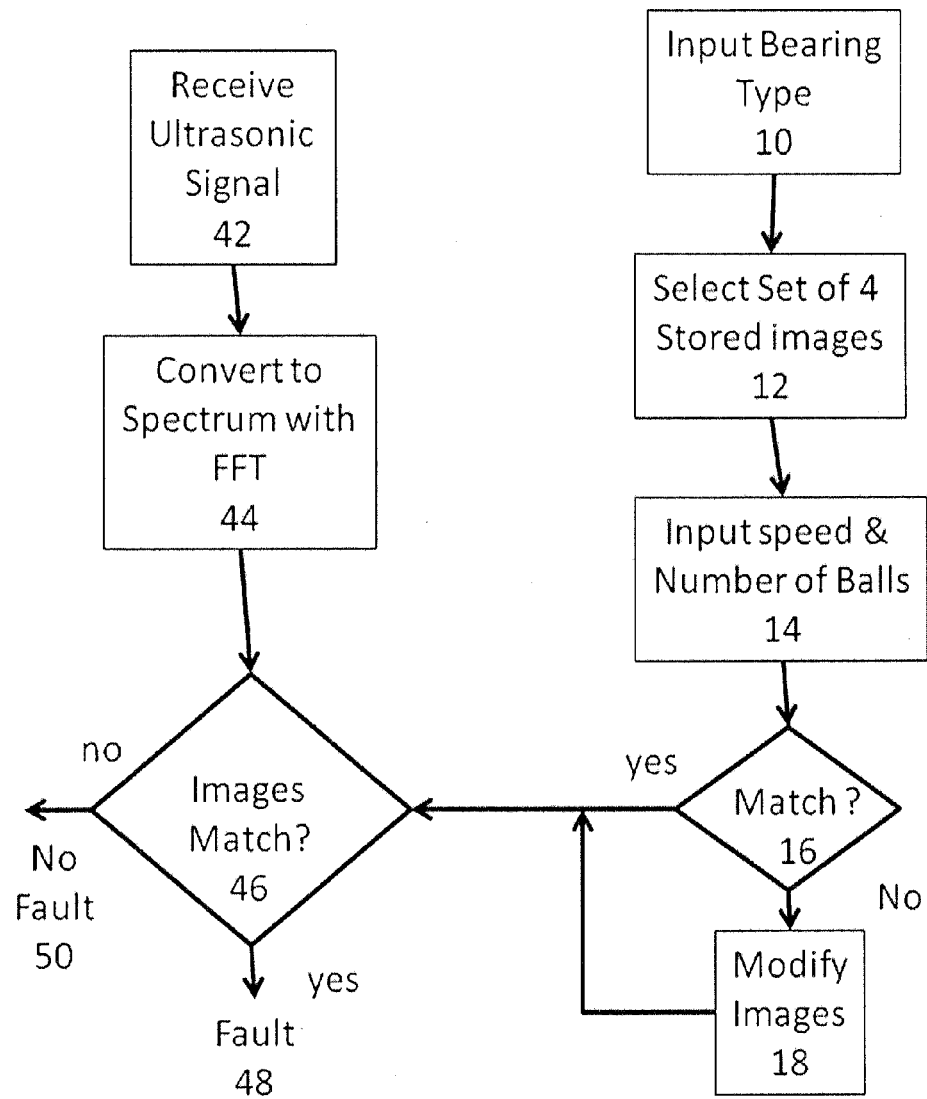 Receive
Ultrasonic
Signal
42
Convert to
Spectrum with
FFT
44
Images
Match?
46
no
No
Fault
50
yes
Fault
48
Input Bearing
Type
10
Select Set of 4
Stored images
12
Input speed &
Number of Balls
14
Match ?
16
yes
No
Modify
Images
18